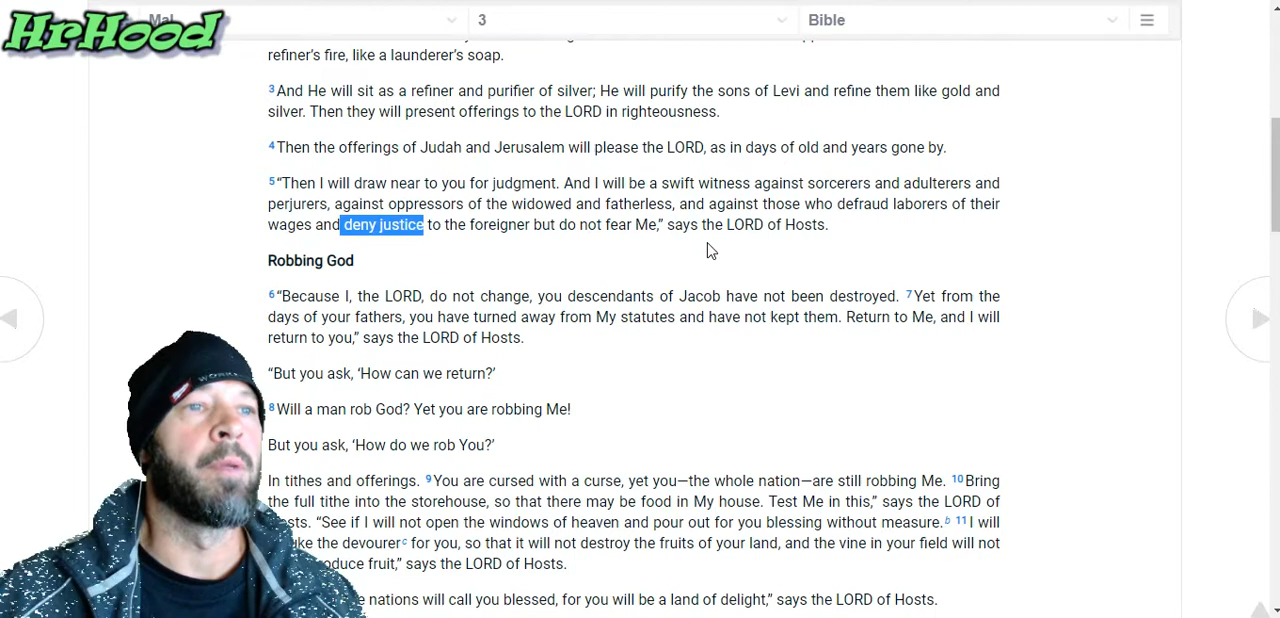 HrHood
Mal 3 Bible
refiner’s fire, like a launderer’s soap.
3 And He will sit as a refiner and purifier of silver; He will purify the sons of Levi and refine them like gold and
silver. Then they will present offerings to the LORD in righteousness.
4 Then the offerings of Judah and Jerusalem will please the LORD, as in days of old and years gone by.
5 “Then I will draw near to you for judgment. And I will be a swift witness against sorcerers and adulterers and
perjurers, against oppressors of the widowed and fatherless, and against those who defraud laborers of their
wages and deny justice to the foreigner but do not fear Me,” says the LORD of Hosts.
Robbing God
6 “Because I, the LORD, do not change, you descendants of Jacob have not been destroyed. 7 Yet from the
days of your fathers, you have turned away from My statutes and have not kept them. Return to Me, and I will
return to you,” says the LORD of Hosts.
“But you ask, ‘How can we return?’
8 Will a man rob God? Yet you are robbing Me!
But you ask, ‘How do we rob You?’
In tithes and offerings. 9 You are cursed with a curse, yet you—the whole nation—are still robbing Me. 10 Bring
the full tithe into the storehouse, so that there may be food in My house. Test Me in this,” says the LORD of
“See if I will not open the windows of heaven and pour out for you blessing without measure. b 11 I will
the devourer c for you, so that it will not destroy the fruits of your land, and the vine in your field will not
fruit,” says the LORD of Hosts.
nations will call you blessed, for you will be a land of delight,” says the LORD of Hosts.
WORK